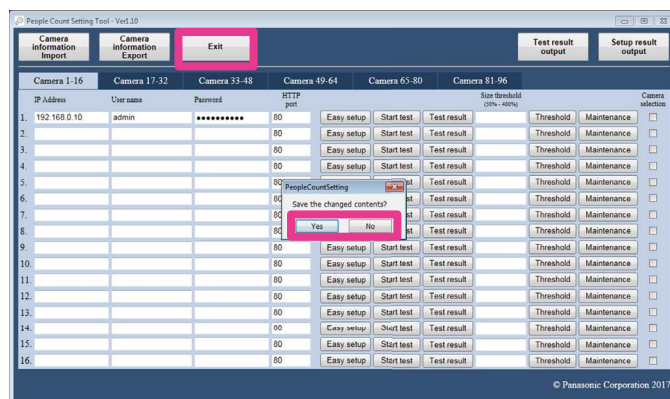 People Count Setting Tool - Ver1.10
Camera information Import
Camera information Export
Exit
Test result output
Setup result output
Camera 1-16 Camera 17-32 Camera 33-48 Camera 49-64 Camera 65-80 Camera 81-96
IP Address User name Password HTTP port Size threshold (50% - 400%) Camera selection
1. 192.168.0.10 admin ●●●●●●●●●● 80 Easy setup Start test Test result Threshold Maintenance
2. 80 Easy setup Start test Test result Threshold Maintenance
3. 80 Easy setup Start test Test result Threshold Maintenance
4. 80 Easy setup Start test Test result Threshold Maintenance
5. 80 st Test result Threshold Maintenance
6. 80 st Test result Threshold Maintenance
7. 80 st Test result Threshold Maintenance
8. 80 st Test result Threshold Maintenance
PeopleCountSetting
Save the changed contents?
Yes No
9. 80 Easy setup Start test Test result Threshold Maintenance
10. 80 Easy setup Start test Test result Threshold Maintenance
11. 80 Easy setup Start test Test result Threshold Maintenance
12. 80 Easy setup Start test Test result Threshold Maintenance
13. 80 Easy setup Start test Test result Threshold Maintenance
14. 80 Easy setup Start test Test result Threshold Maintenance
15. 80 Easy setup Start test Test result Threshold Maintenance
16. 80 Easy setup Start test Test result Threshold Maintenance
© Panasonic Corporation 2017